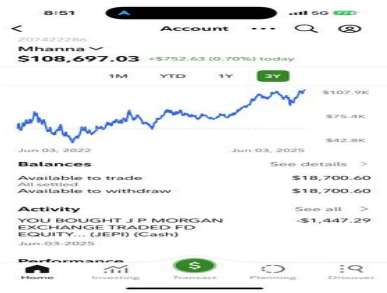 8:51
5G
Account
207422286
Mhanna
$108,697.03 +$752.63 (0.70%) today
1M YTD 1Y 3Y
$107.9K
$75.4K
$42.8K
Jun 03, 2022 Jun 03, 2025
Balances See details >
Available to trade $18,700.60
All settled
Available to withdraw $18,700.60
Activity See all >
YOU BOUGHT J P MORGAN -$1,447.29
EXCHANGE TRADED FD
EQUITY... (JEPI) (Cash)
Jun-03-2025
Performance
Home Investing Transact Planning Discover